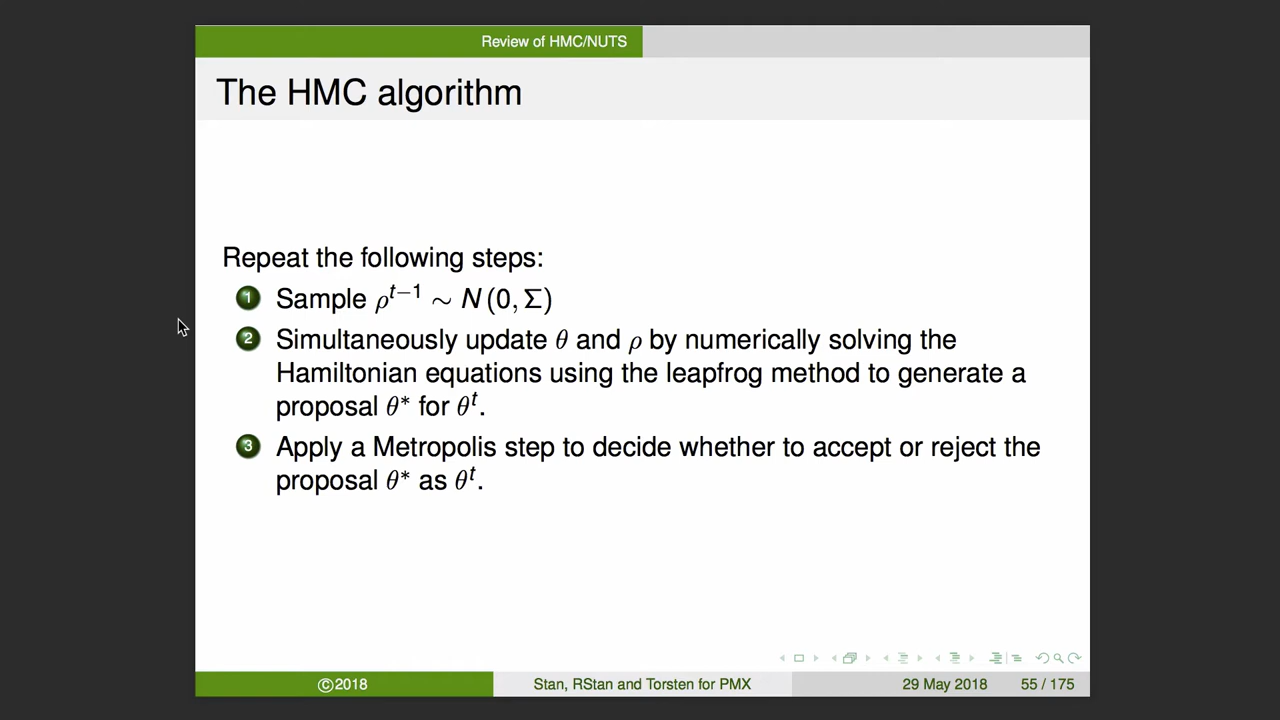 Review of HMC/NUTS
The HMC algorithm
Repeat the following steps:
1 Sample ρ^{t−1} ∼ N(0, Σ)
2 Simultaneously update θ and ρ by numerically solving the
Hamiltonian equations using the leapfrog method to generate a
proposal θ* for θ^t.
3 Apply a Metropolis step to decide whether to accept or reject the
proposal θ* as θ^t.
©2018 Stan, RStan and Torsten for PMX 29 May 2018 55 / 175